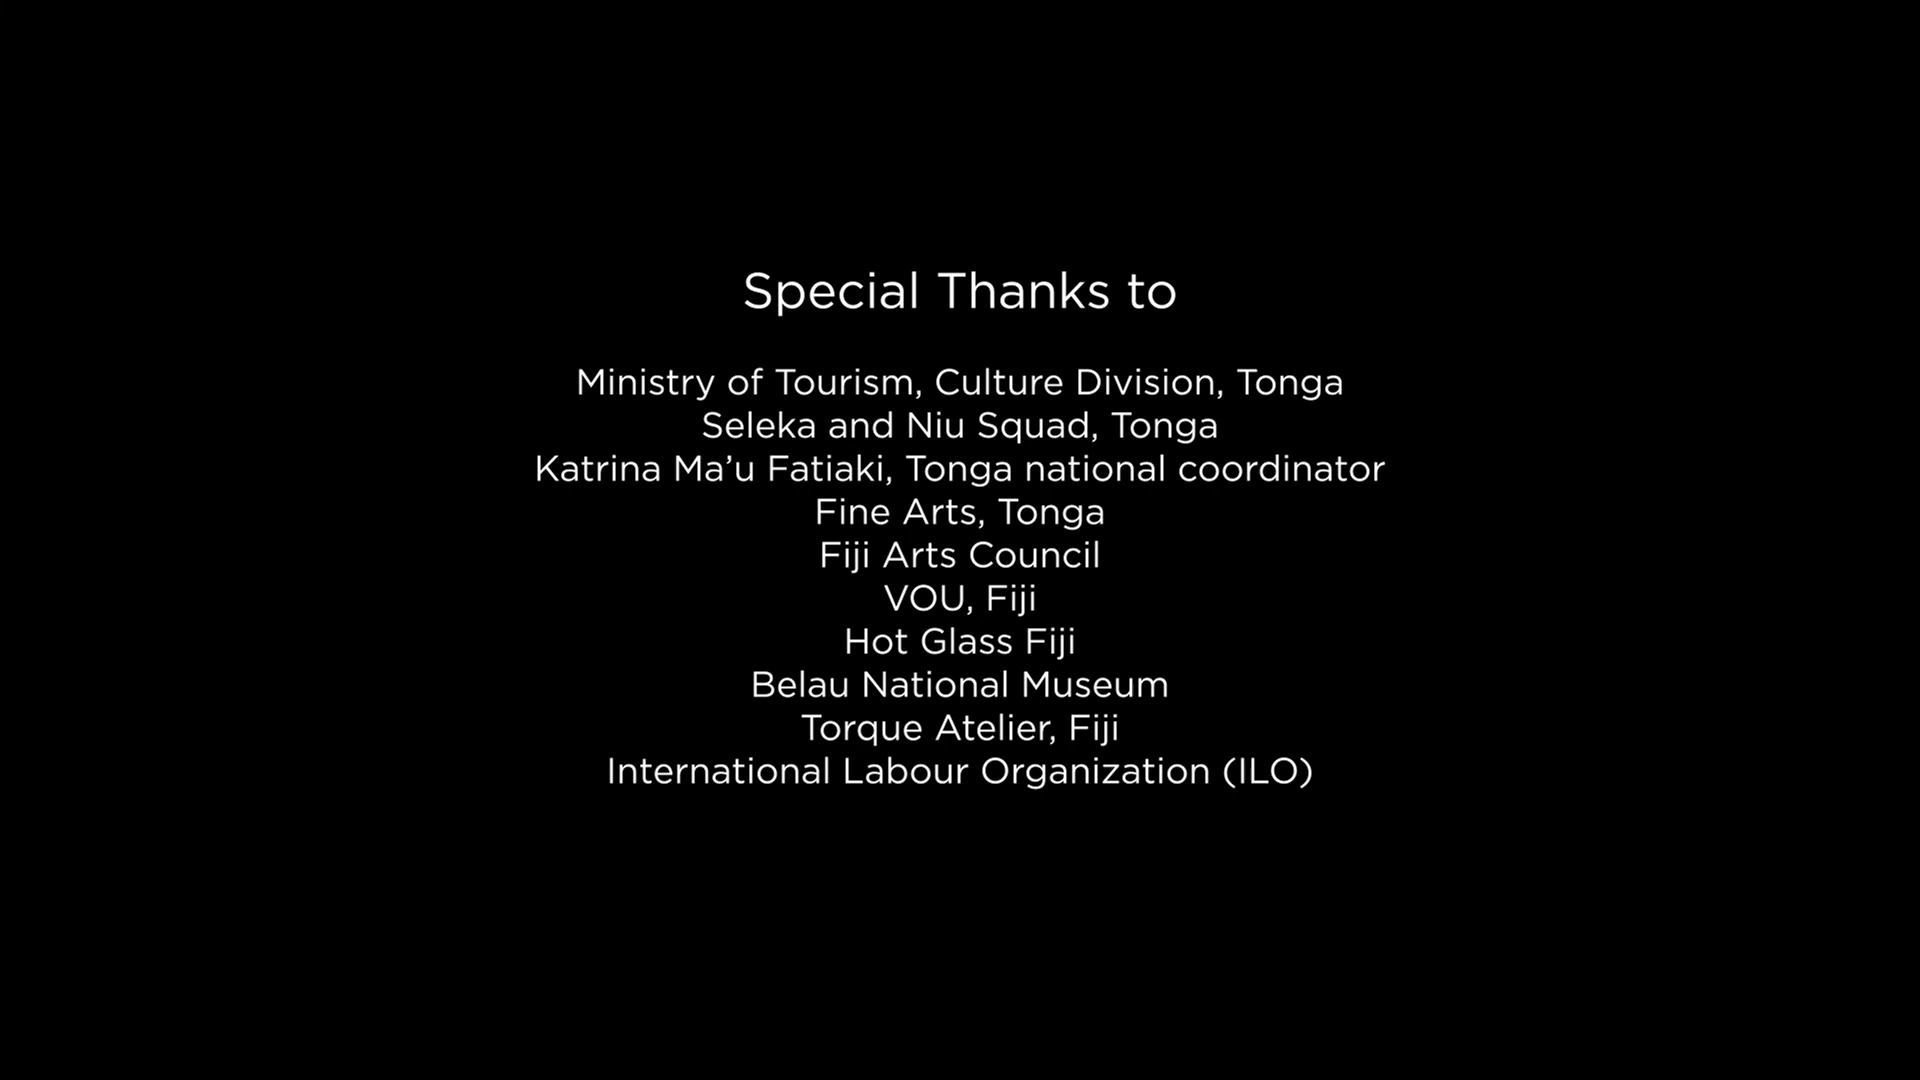 Special Thanks to
Ministry of Tourism, Culture Division, Tonga
Seleka and Niu Squad, Tonga
Katrina Ma’u Fatiaki, Tonga national coordinator
Fine Arts, Tonga
Fiji Arts Council
VOU, Fiji
Hot Glass Fiji
Belau National Museum
Torque Atelier, Fiji
International Labour Organization (ILO)